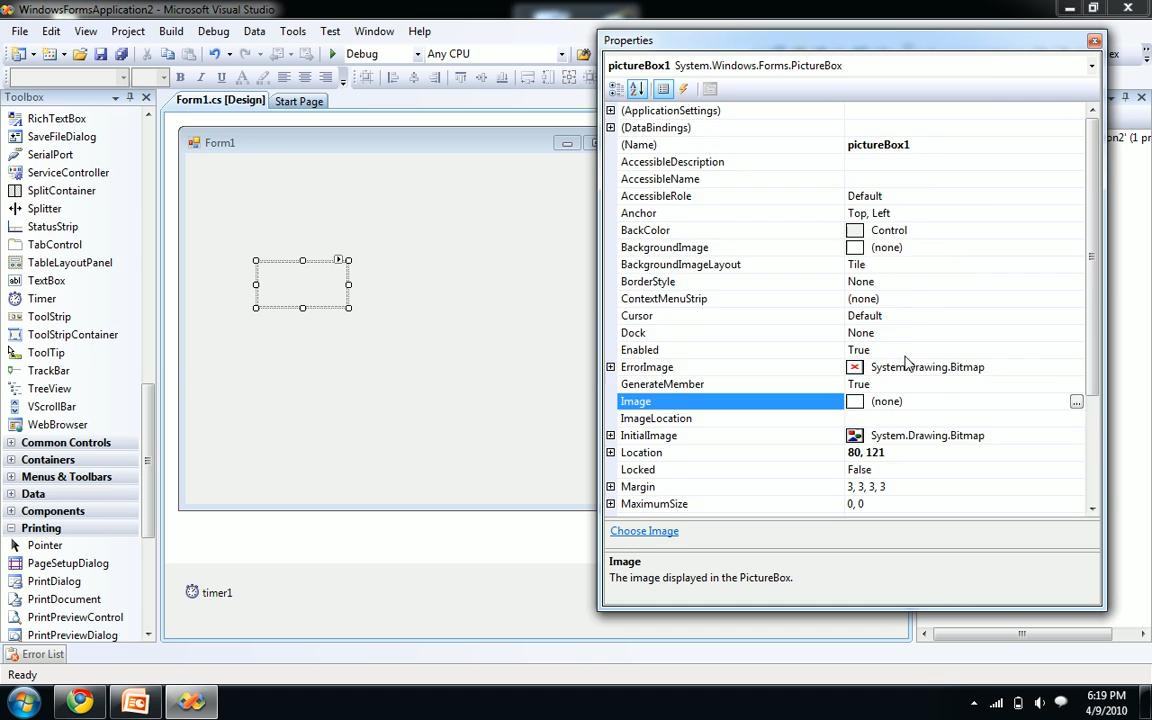 WindowsFormsApplication2 - Microsoft Visual Studio
File Edit View Project Build Debug Data Tools Test Window Help
Debug Any CPU
Toolbox
Form1.cs [Design] Start Page
RichTextBox
SaveFileDialog
SerialPort
ServiceController
SplitContainer
Splitter
StatusStrip
TabControl
TableLayoutPanel
TextBox
Timer
ToolStrip
ToolStripContainer
ToolTip
TrackBar
TreeView
VScrollBar
WebBrowser
Common Controls
Containers
Menus & Toolbars
Data
Components
Printing
Pointer
PageSetupDialog
PrintDialog
PrintDocument
PrintPreviewControl
PrintPreviewDialog
Form1
timer1
Properties
pictureBox1 System.Windows.Forms.PictureBox
(ApplicationSettings)
(DataBindings)
(Name) pictureBox1
AccessibleDescription
AccessibleName
AccessibleRole Default
Anchor Top, Left
BackColor Control
BackgroundImage (none)
BackgroundImageLayout Tile
BorderStyle None
ContextMenuStrip (none)
Cursor Default
Dock None
Enabled True
ErrorImage System.Drawing.Bitmap
GenerateMember True
Image (none) ...
ImageLocation
InitialImage System.Drawing.Bitmap
Location 80, 121
Locked False
Margin 3, 3, 3, 3
MaximumSize 0, 0
Choose Image
Image
The image displayed in the PictureBox.
ex
on2' (1 p
Error List
Ready
6:19 PM
4/9/2010